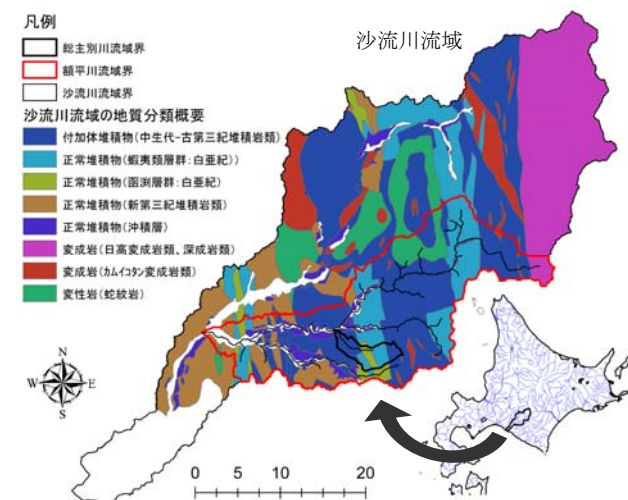 凡例
総主別川流域界
額平川流域界
沙流川流域界
沙流川流域の地質分類概要
付加体堆積物(中生代-古第三紀堆積岩類)
正常堆積物(蝦夷類層群:白亜紀))
正常堆積物(函渕層群:白亜紀)
正常堆積物(新第三紀堆積岩類)
正常堆積物(沖積層)
変成岩(日高変成岩類、深成岩類)
変成岩(カムイコタン変成岩類)
変性岩(蛇紋岩)
沙流川流域
N
W E
S
0 5 10 20